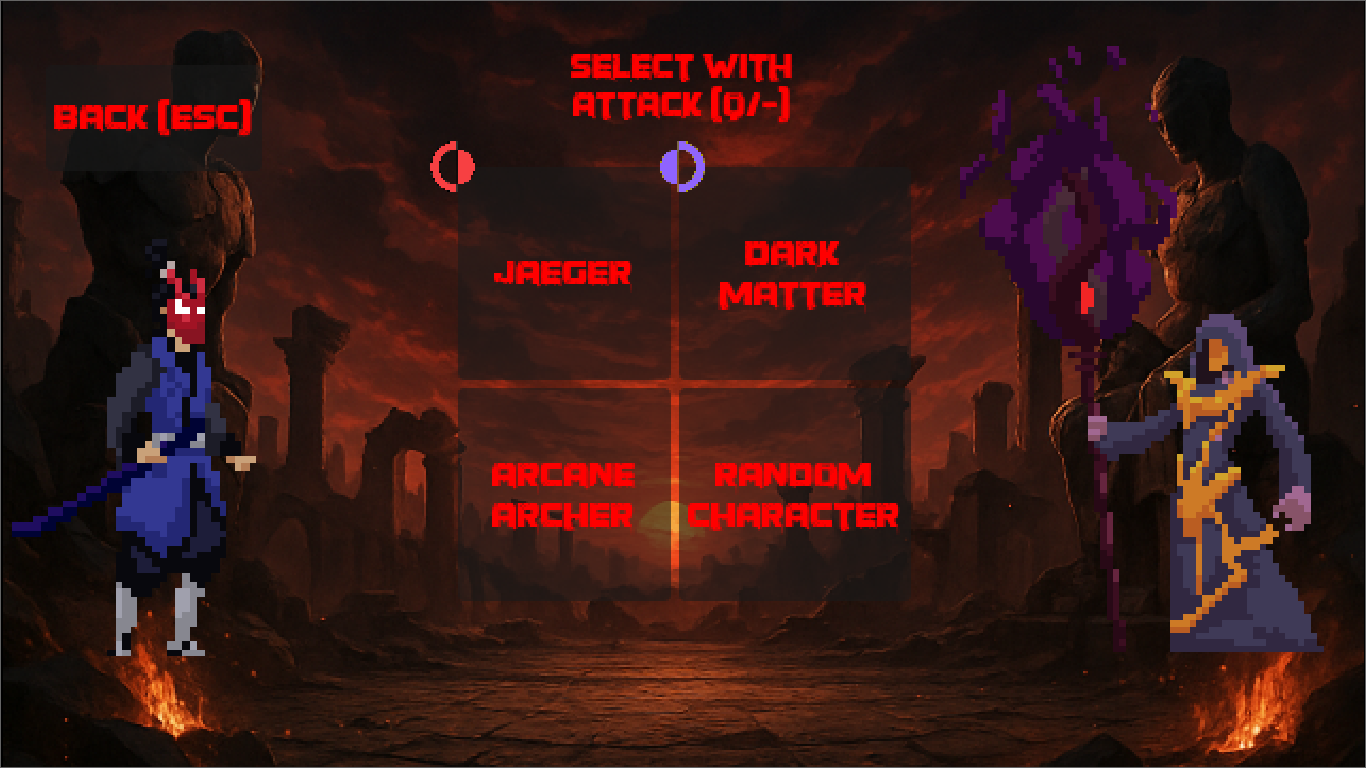 SELECT WITH
ATTACK (Q/-)
BACK (ESC)
JAEGER
DARK
MATTER
ARCANE
ARCHER
RANDOM
CHARACTER